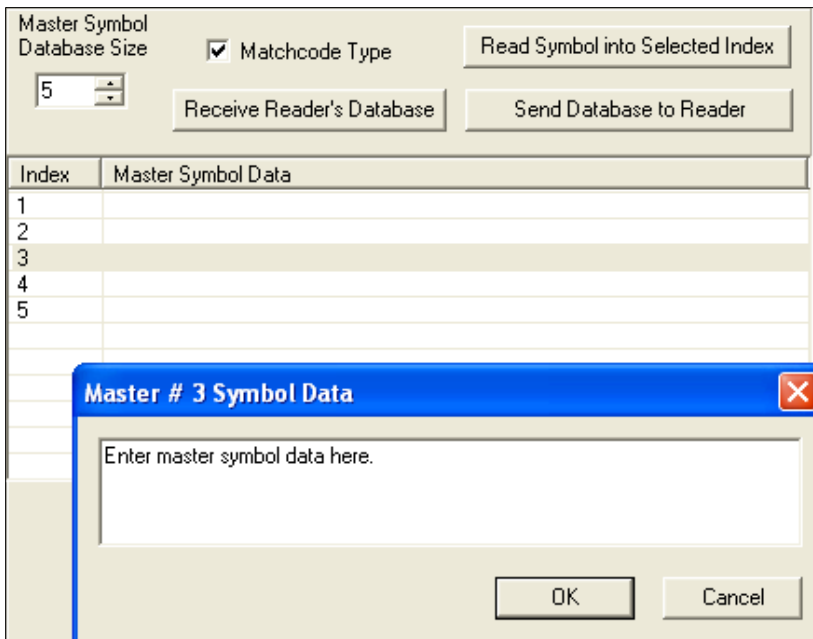 Master Symbol
Database Size
5
Matchcode Type
Read Symbol into Selected Index
Receive Reader's Database
Send Database to Reader
Index Master Symbol Data
1
2
3
4
5
Master # 3 Symbol Data
Enter master symbol data here.
OK Cancel